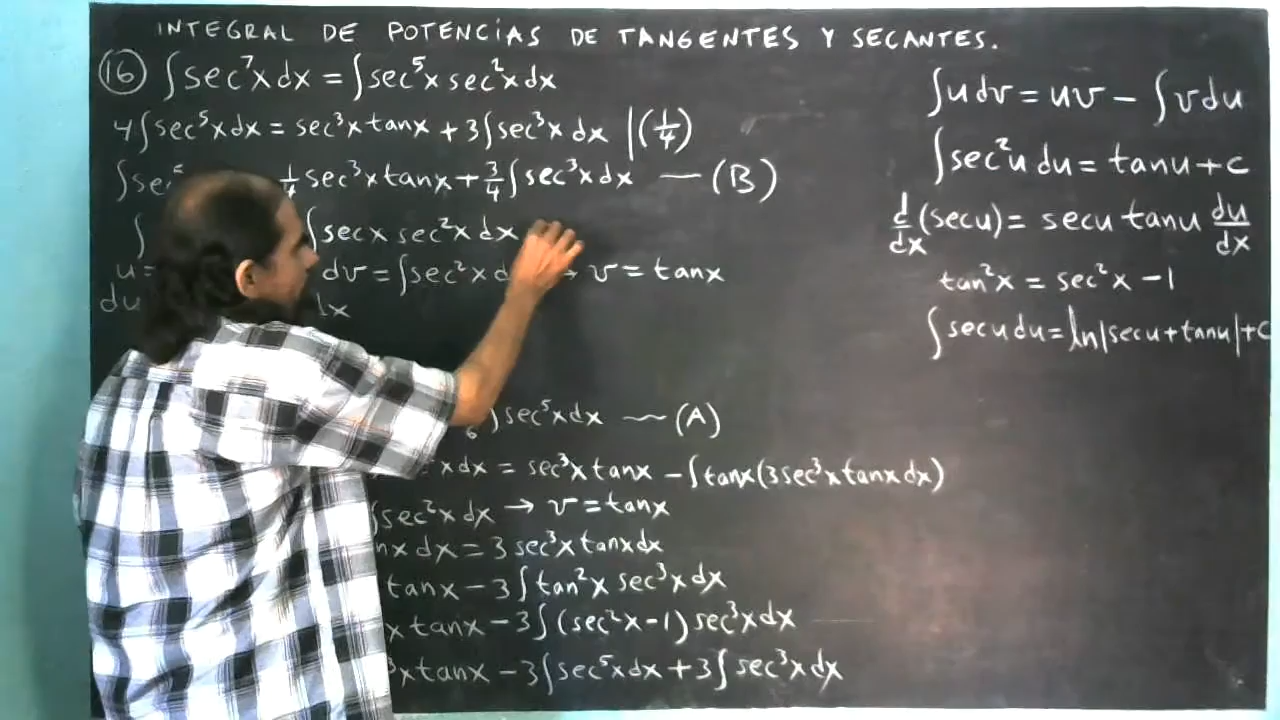 INTEGRAL DE POTENCIAS DE TANGENTES Y SECANTES.
(16) ∫sec⁷x dx = ∫sec⁵x sec²x dx
4∫sec⁵x dx = sec³x tanx + 3∫sec³x dx |(1/4)
∫sec 1/4 sec³x tanx + 3/4 ∫sec³x dx — (B)
∫ ∫secx sec²x dx
u= dv = ∫sec²x d → v = tanx
du dx
6 ∫sec⁵x dx — (A)
x dx = sec³x tanx - ∫tanx(3sec³x tanx dx)
∫sec²x dx → v = tanx
nx dx = 3 sec³x tanx dx
tanx - 3∫tan²x sec³x dx
x tanx - 3∫(sec²x - 1) sec³x dx
³x tanx - 3∫sec⁵x dx + 3∫sec³x dx
∫u dv = uv - ∫v du
∫sec²u du = tanu + c
d/dx (secu) = secu tanu du/dx
tan²x = sec²x - 1
∫secu du = ln|secu + tanu| + c